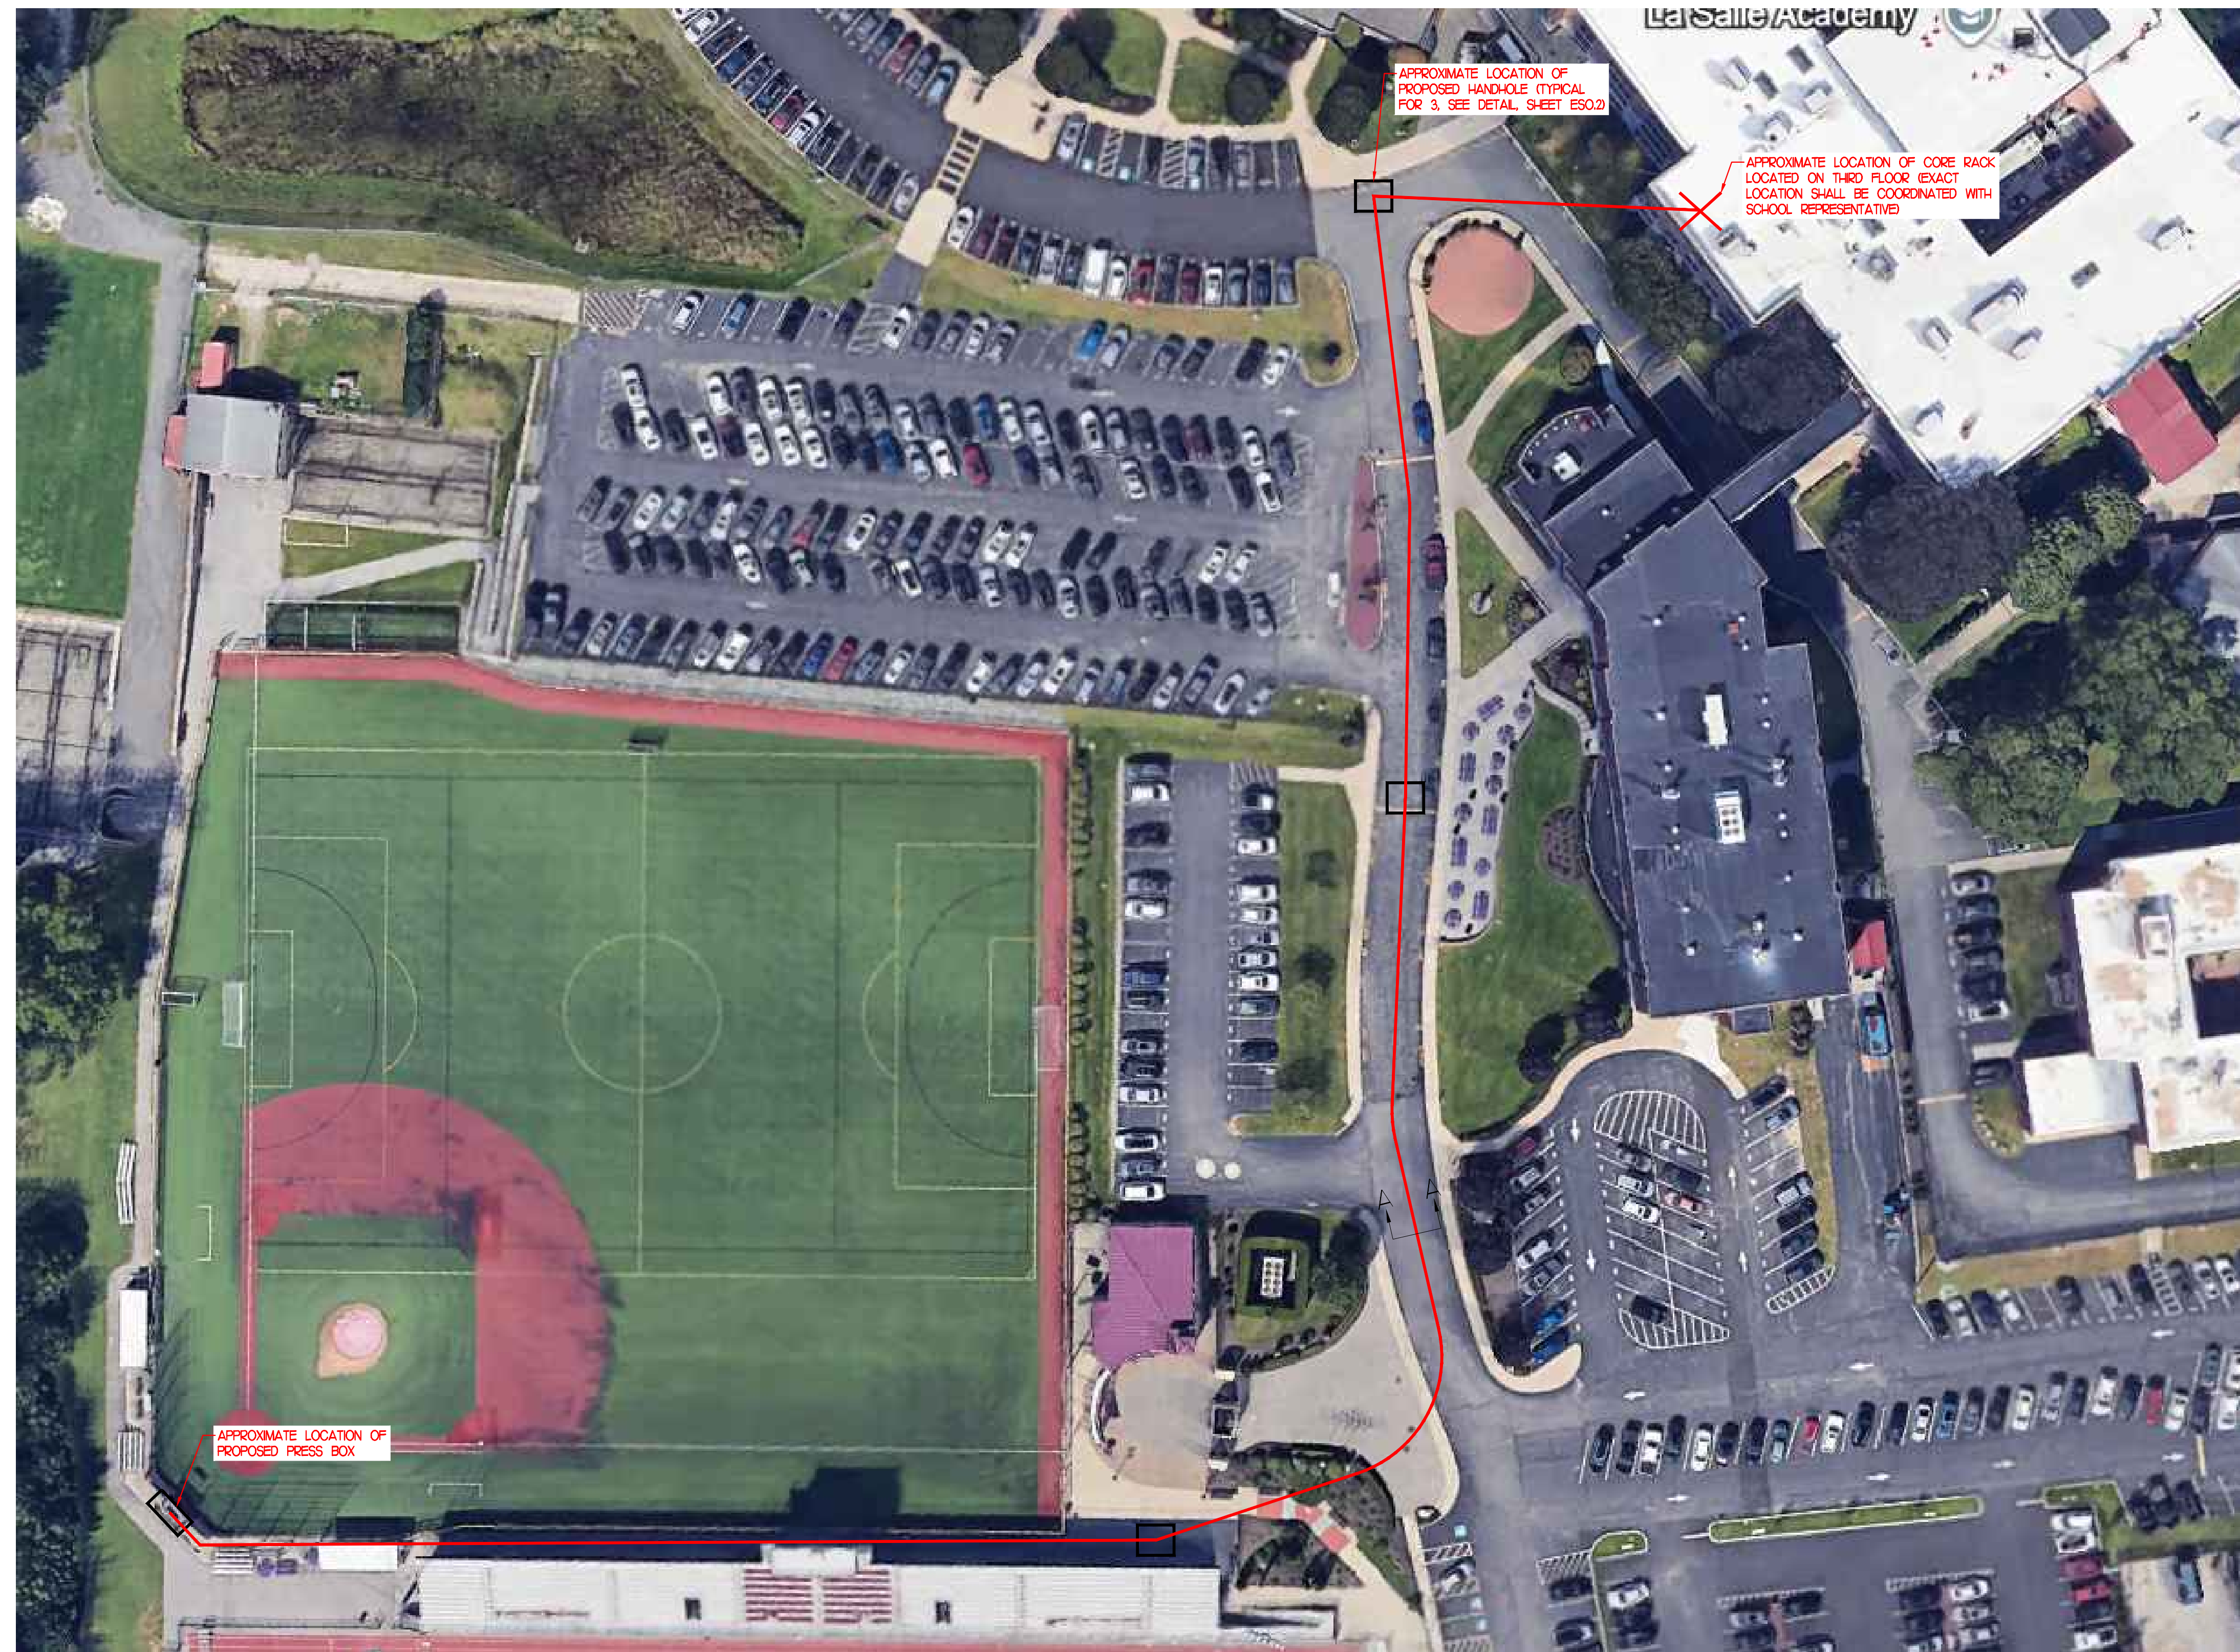 La Salle Academy
APPROXIMATE LOCATION OF
PROPOSED HANDHOLE (TYPICAL
FOR 3, SEE DETAIL, SHEET ES0.2)
APPROXIMATE LOCATION OF CORE RACK
LOCATED ON THIRD FLOOR (EXACT
LOCATION SHALL BE COORDINATED WITH
SCHOOL REPRESENTATIVE)
A A
APPROXIMATE LOCATION OF
PROPOSED PRESS BOX